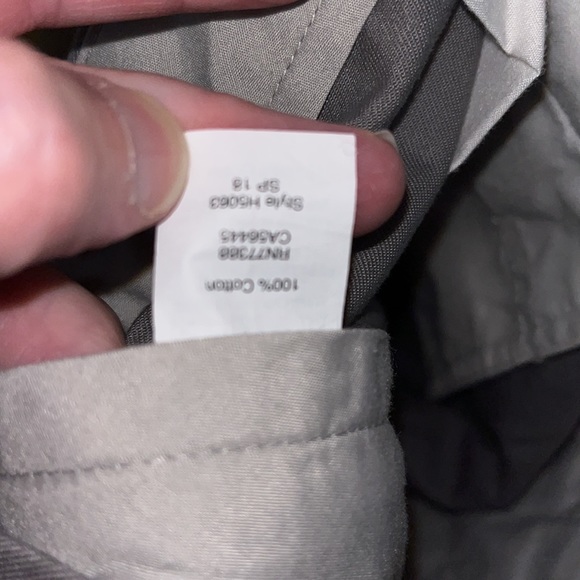 100% Cotton
RN77388
CA56445
Style H5063
SP 18